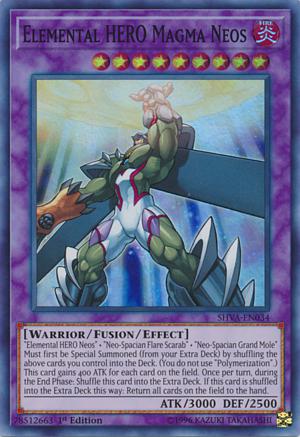 ELEMENTAL HERO MAGMA NEOS
FIRE
炎
SHVA-EN034
[WARRIOR/FUSION/EFFECT]
"Elemental HERO Neos" + "Neo-Spacian Flare Scarab" + "Neo-Spacian Grand Mole"
Must first be Special Summoned (from your Extra Deck) by shuffling
the above cards you control into the Deck. (You do not use "Polymerization".)
This card gains 400 ATK for each card on the field. Once per turn, during
the End Phase: Shuffle this card into the Extra Deck. If this card is shuffled
into the Extra Deck this way: Return all cards on the field to the hand.
ATK/3000 DEF/2500
78512663 1st Edition ©1996 KAZUKI TAKAHASHI